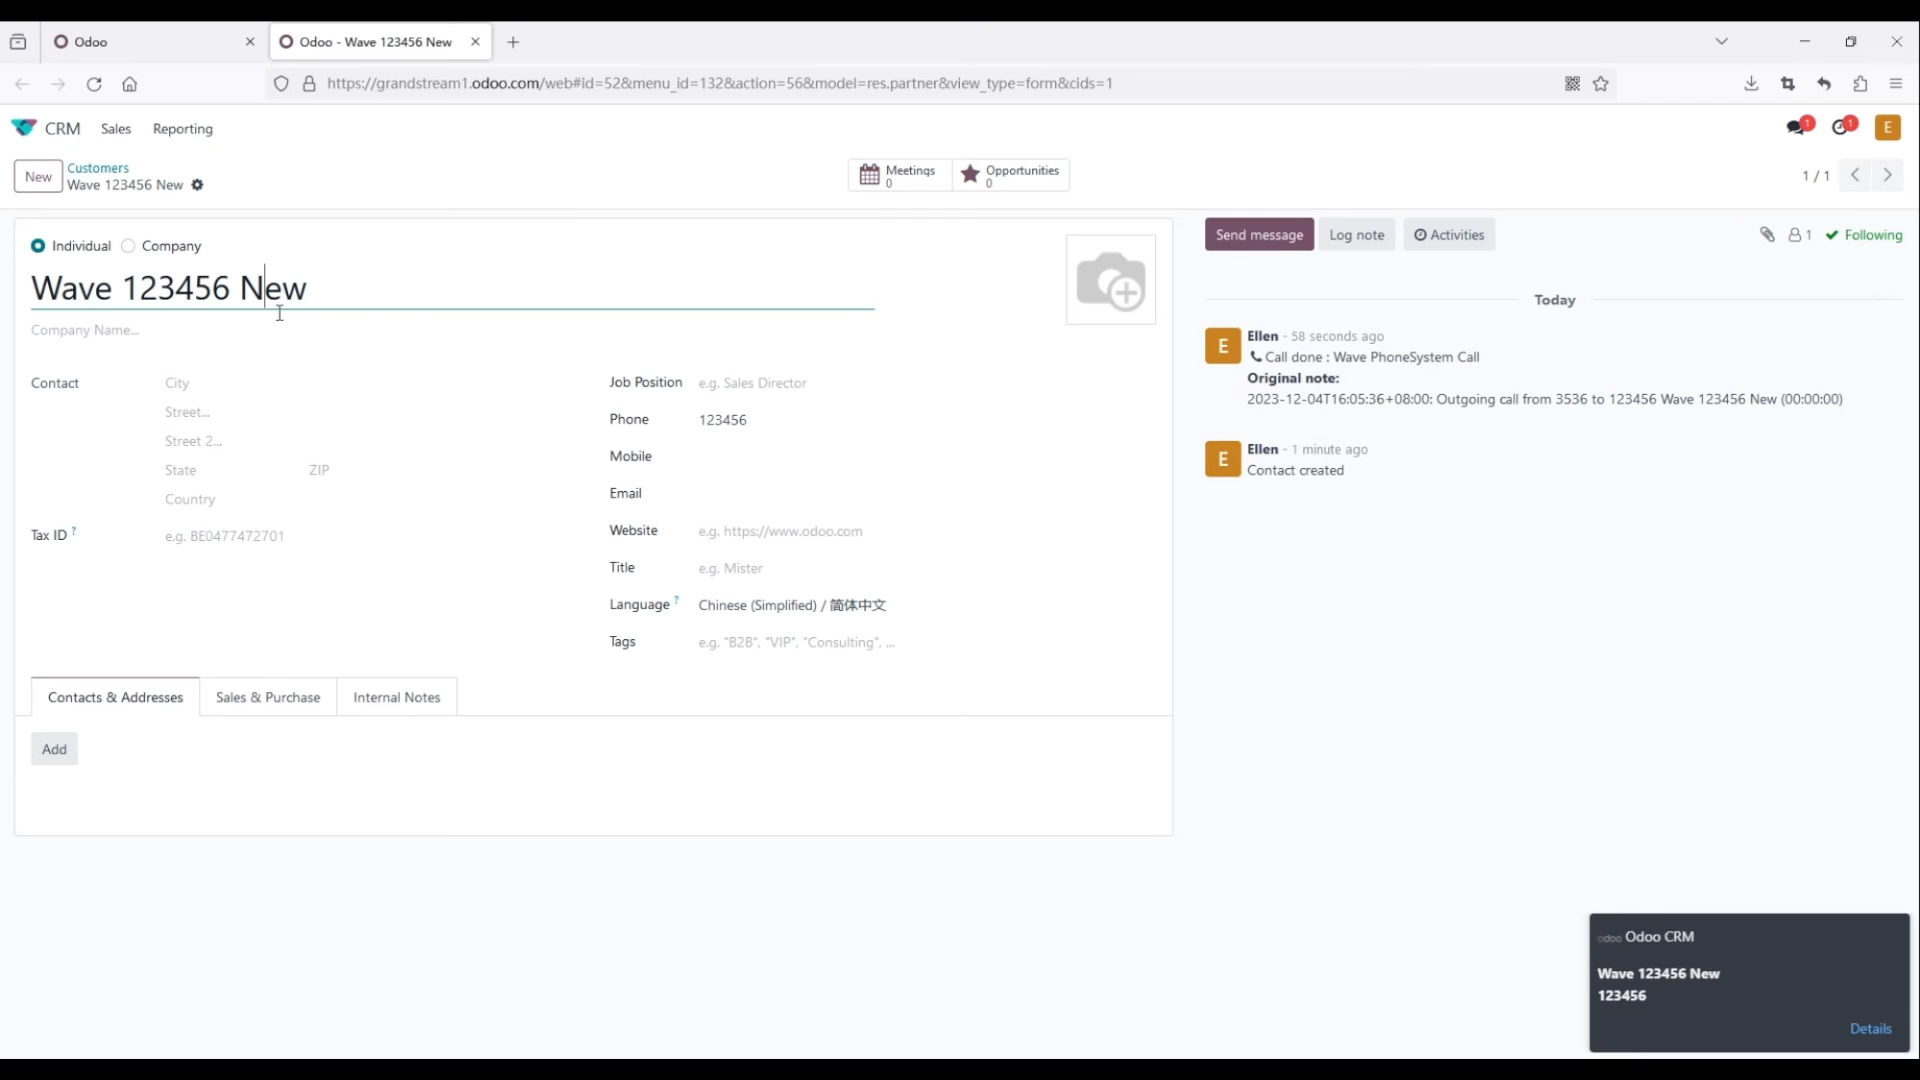 Odoo
Odoo - Wave 123456 New
https://grandstream1.odoo.com/web#id=52&menu_id=132&action=56&model=res.partner&view_type=form&cids=1
CRM Sales Reporting
1 1 E
New
Customers
Wave 123456 New
Meetings
0
Opportunities
0
1 / 1
Individual Company
Wave 123456 New
Company Name...
Contact
City
Street...
Street 2...
State ZIP
Country
Tax ID ? e.g. BE0477472701
Job Position e.g. Sales Director
Phone 123456
Mobile
Email
Website e.g. https://www.odoo.com
Title e.g. Mister
Language ? Chinese (Simplified) / 简体中文
Tags e.g. "B2B", "VIP", "Consulting", ...
Contacts & Addresses Sales & Purchase Internal Notes
Add
Send message Log note Activities 1 Following
Today
E
Ellen - 58 seconds ago
Call done : Wave PhoneSystem Call
Original note:
2023-12-04T16:05:36+08:00: Outgoing call from 3536 to 123456 Wave 123456 New (00:00:00)
E
Ellen - 1 minute ago
Contact created
odoo Odoo CRM
Wave 123456 New
123456
Details